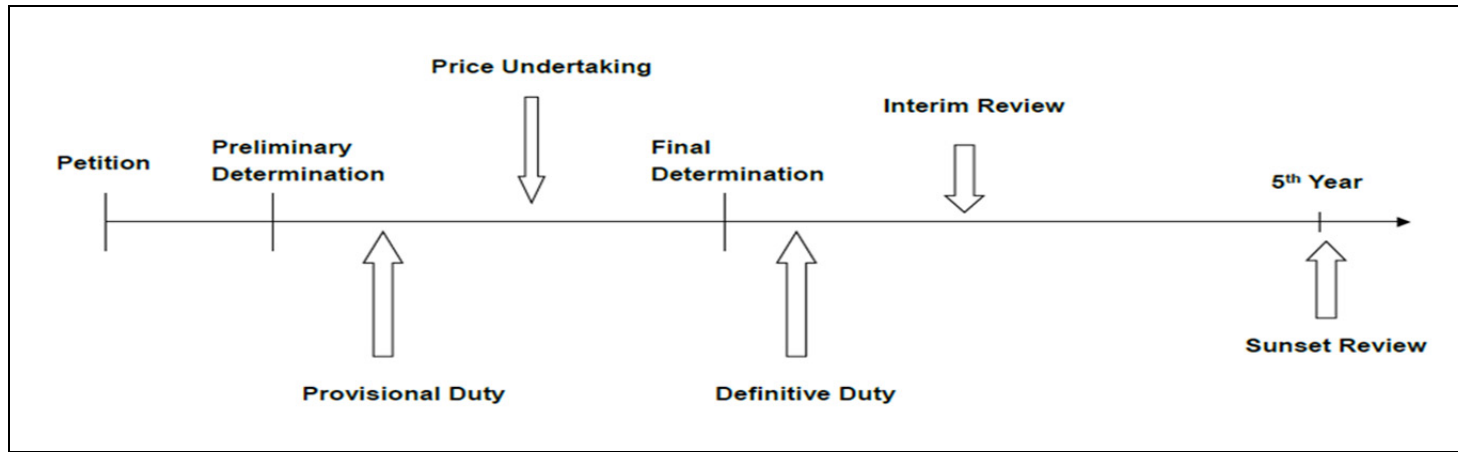 Price Undertaking
Interim Review
Petition
Preliminary
Determination
Final
Determination
5th Year
Sunset Review
Provisional Duty
Definitive Duty